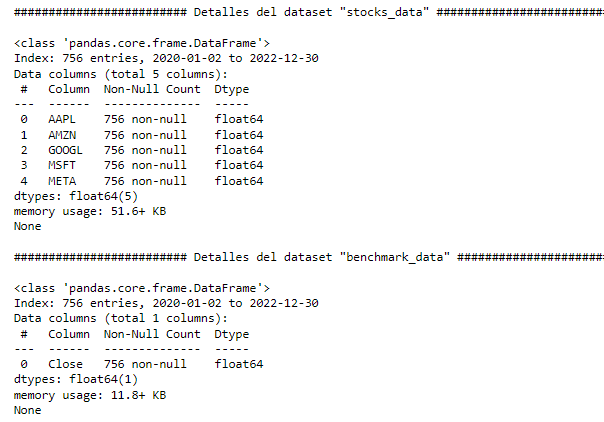 ######################### Detalles del dataset "stocks_data" #########################
<class 'pandas.core.frame.DataFrame'>
Index: 756 entries, 2020-01-02 to 2022-12-30
Data columns (total 5 columns):
 #   Column  Non-Null Count  Dtype
---  ------  --------------  -----
 0   AAPL    756 non-null    float64
 1   AMZN    756 non-null    float64
 2   GOOGL   756 non-null    float64
 3   MSFT    756 non-null    float64
 4   META    756 non-null    float64
dtypes: float64(5)
memory usage: 51.6+ KB
None
######################### Detalles del dataset "benchmark_data" ######################
<class 'pandas.core.frame.DataFrame'>
Index: 756 entries, 2020-01-02 to 2022-12-30
Data columns (total 1 columns):
 #   Column  Non-Null Count  Dtype
---  ------  --------------  -----
 0   Close   756 non-null    float64
dtypes: float64(1)
memory usage: 11.8+ KB
None